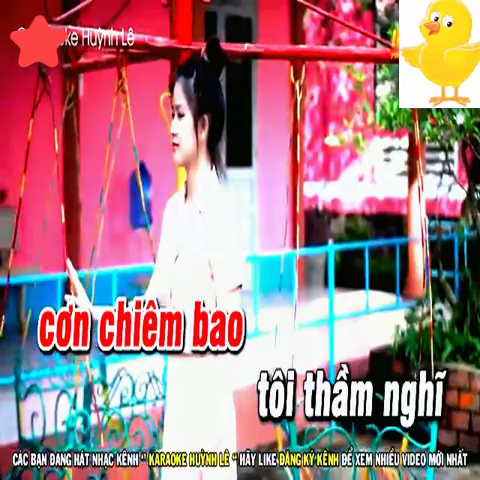 Karaoke Huỳnh Lê
cơn chiêm bao
tôi thầm nghĩ
CÁC BẠN ĐANG HÁT NHẠC KÊNH " KARAOKE HUỲNH LÊ " HÃY LIKE ĐĂNG KÝ KÊNH ĐỂ XEM NHIỀU VIDEO MỚI NHẤT